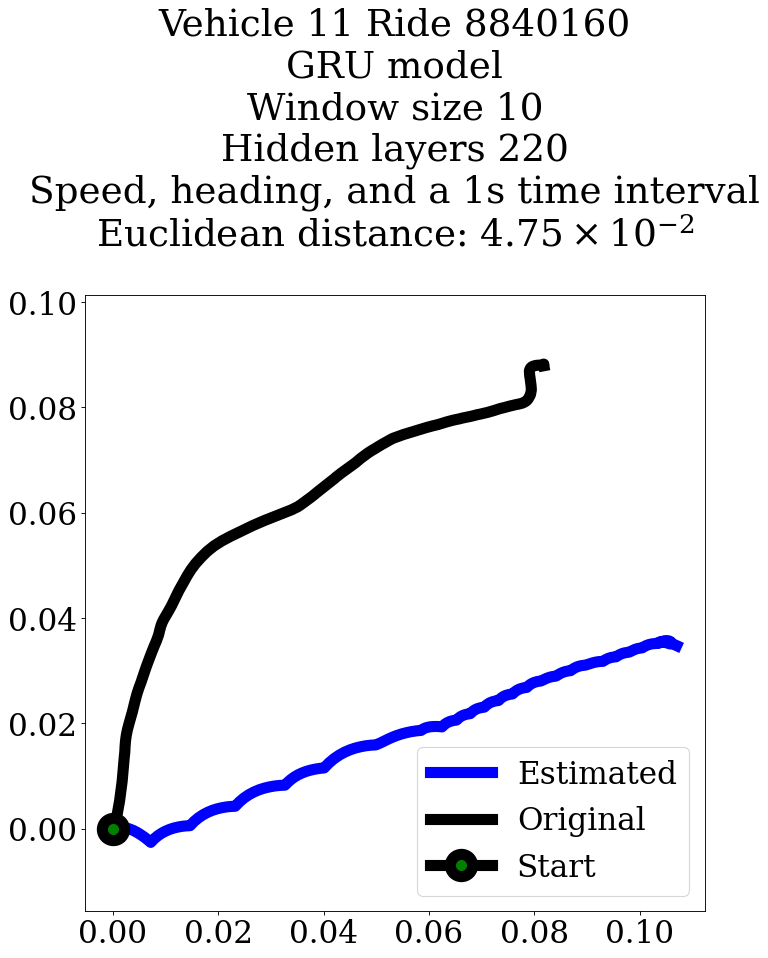 Vehicle 11 Ride 8840160
GRU model
Window size 10
Hidden layers 220
Speed, heading, and a 1s time interval
Euclidean distance: 4.75 × 10⁻²
0.10
0.08
0.06
0.04
0.02
0.00
Estimated
Original
Start
0.00 0.02 0.04 0.06 0.08 0.10